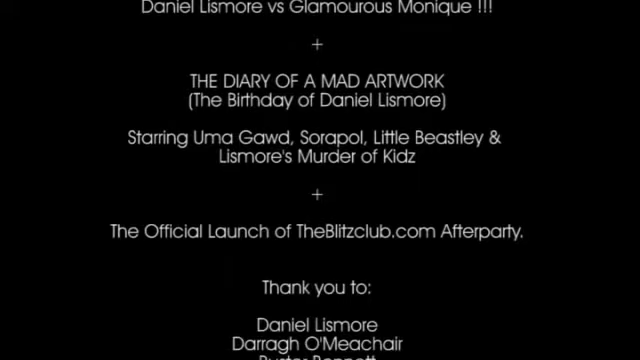 Daniel Lismore vs Glamourous Monique !!!
+
THE DIARY OF A MAD ARTWORK
(The Birthday of Daniel Lismore)
Starring Uma Gawd, Sorapol, Little Beastley &
Lismore's Murder of Kidz
+
The Official Launch of TheBlitzclub.com Afterparty.
Thank you to:
Daniel Lismore
Darragh O'Meachair